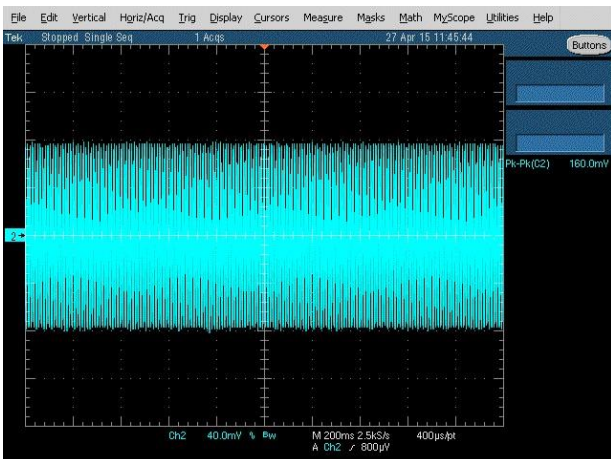 File Edit Vertical Horiz/Acq Trig Display Cursors Measure Masks Math MyScope Utilities Help
Tek Stopped Single Seq 1 Acqs 27 Apr 15 11:45:44
Buttons
Pk-Pk(C2) 160.0mV
2
Ch2 40.0mV % Bw M 200ms 2.5kS/s 400µs/pt
A Ch2 ∕ 800µV